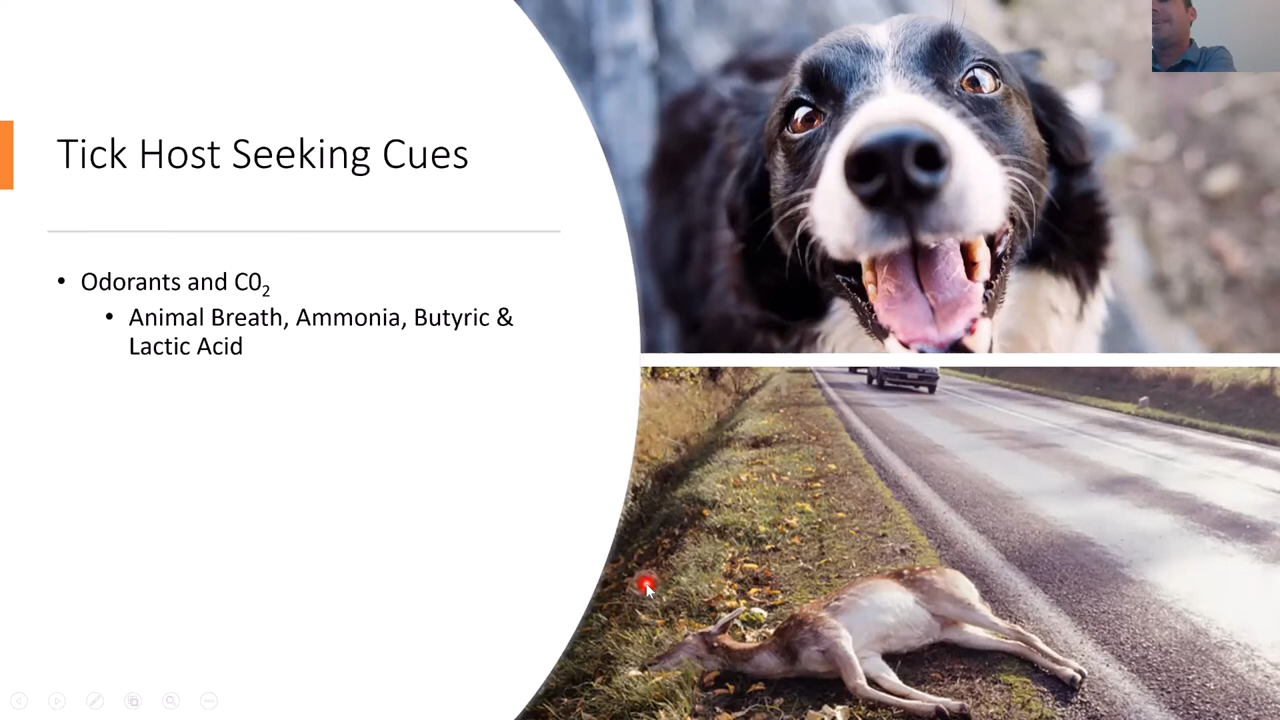 Tick Host Seeking Cues
• Odorants and C0₂
• Animal Breath, Ammonia, Butyric &
Lactic Acid